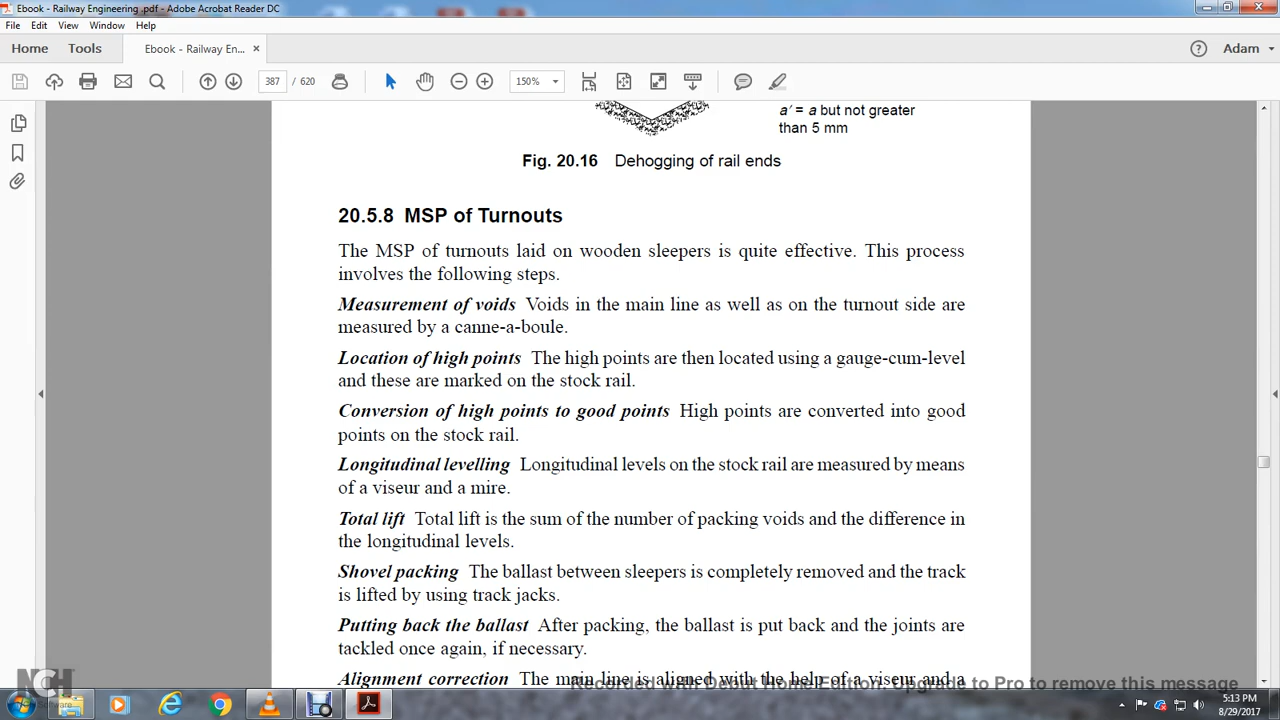 Ebook - Railway Engineering .pdf - Adobe Acrobat Reader DC
File Edit View Window Help
Home Tools Ebook - Railway En... × Adam
387 / 620 150%
a′ = a but not greater
than 5 mm
Fig. 20.16 Dehogging of rail ends
20.5.8 MSP of Turnouts
The MSP of turnouts laid on wooden sleepers is quite effective. This process
involves the following steps.
Measurement of voids Voids in the main line as well as on the turnout side are
measured by a canne-a-boule.
Location of high points The high points are then located using a gauge-cum-level
and these are marked on the stock rail.
Conversion of high points to good points High points are converted into good
points on the stock rail.
Longitudinal levelling Longitudinal levels on the stock rail are measured by means
of a viseur and a mire.
Total lift Total lift is the sum of the number of packing voids and the difference in
the longitudinal levels.
Shovel packing The ballast between sleepers is completely removed and the track
is lifted by using track jacks.
Putting back the ballast After packing, the ballast is put back and the joints are
tackled once again, if necessary.
Alignment correction The main line is aligned with the help of a viseur and a
Recorded with Debut Home Edition. Upgrade to Pro to remove this message
NCH
Software
5:13 PM
8/29/2017